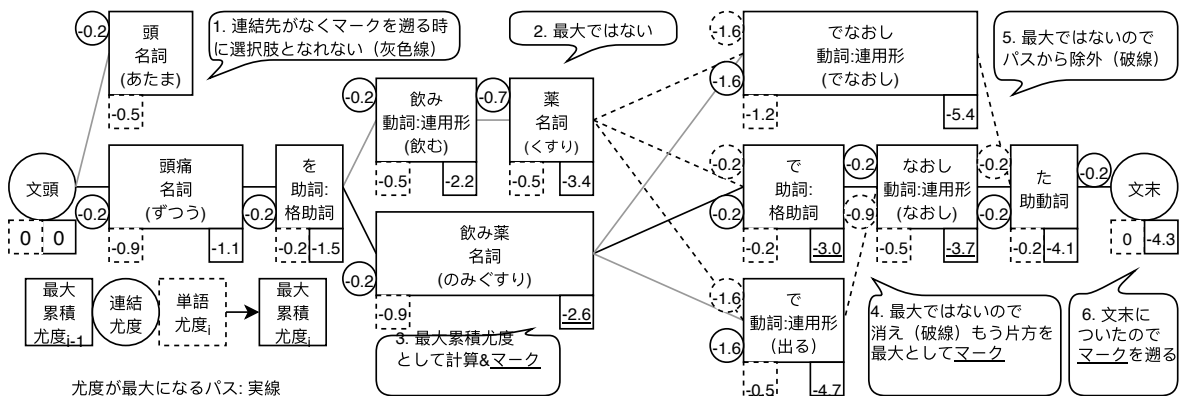 -0.2
頭
名詞
(あたま)
-0.5
1. 連結先がなくマークを遡る時
に選択肢となれない（灰色線）
2. 最大ではない
-1.6
-1.6
でなおし
動詞:連用形
(でなおし)
-1.2
-5.4
5. 最大ではないので
パスから除外（破線）
-0.2
飲み
動詞:連用形
(飲む)
-0.5
-2.2
-0.7
薬
名詞
(くすり)
-0.5
-3.4
文頭
0
0
-0.2
頭痛
名詞
(ずつう)
-0.9
-1.1
-0.2
を
助詞:
格助詞
-0.2
-1.5
-0.2
飲み薬
名詞
(のみぐすり)
-0.9
-2.6
-0.2
-0.2
で
助詞:
格助詞
-0.2
-3.0
-0.2
-0.9
なおし
動詞:連用形
(なおし)
-0.5
-3.7
-0.2
-0.2
た
助動詞
-0.2
-4.1
-0.2
文末
0
-4.3
-1.6
-1.6
で
動詞:連用形
(出る)
-0.5
-4.7
最大
累積
尤度i-1
連結
尤度
単語
尤度i
最大
累積
尤度i
3. 最大累積尤度
として計算&マーク
4. 最大ではないので
消え（破線）もう片方を
最大としてマーク
6. 文末に
ついたので
マークを遡る
尤度が最大になるパス: 実線